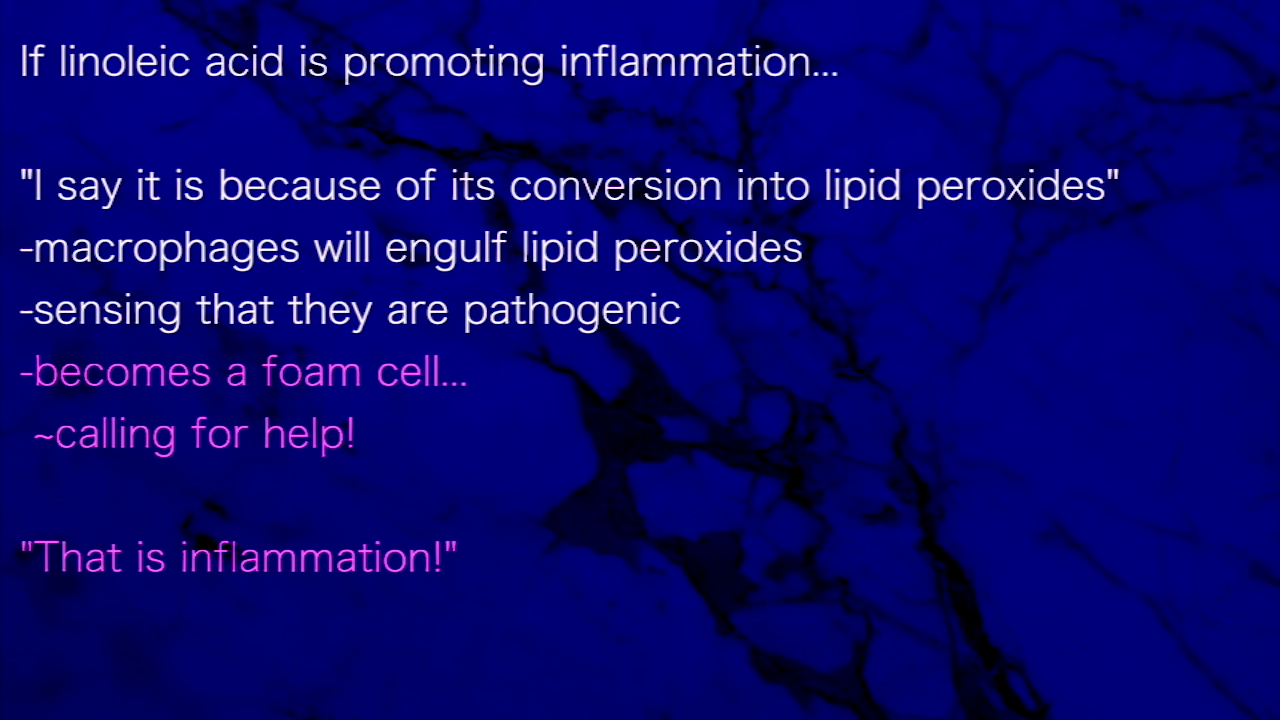 If linoleic acid is promoting inflammation...
"I say it is because of its conversion into lipid peroxides"
-macrophages will engulf lipid peroxides
-sensing that they are pathogenic
-becomes a foam cell...
~calling for help!
"That is inflammation!"